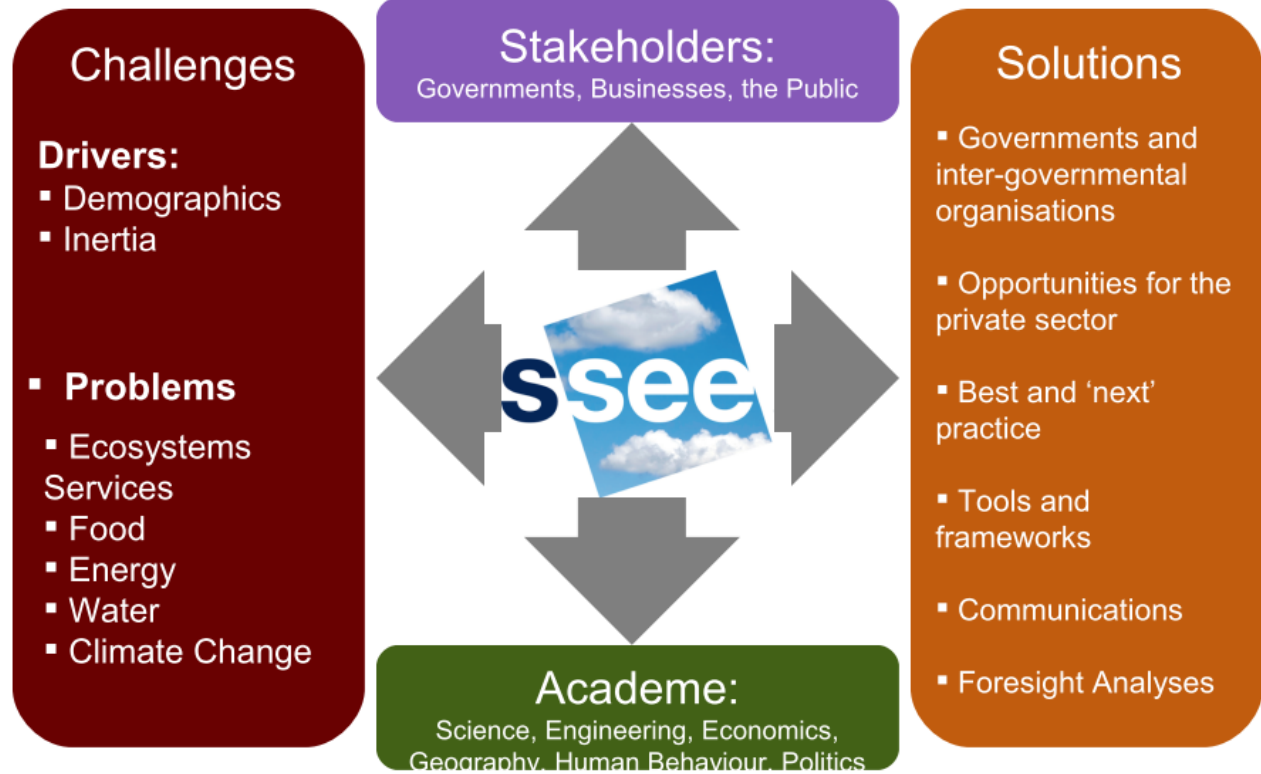 Challenges
Drivers:
▪ Demographics
▪ Inertia
▪ Problems
▪ Ecosystems
Services
▪ Food
▪ Energy
▪ Water
▪ Climate Change
Stakeholders:
Governments, Businesses, the Public
ssee
Academe:
Science, Engineering, Economics,
Geography, Human Behaviour, Politics
Solutions
▪ Governments and
inter-governmental
organisations
▪ Opportunities for the
private sector
▪ Best and ‘next’
practice
▪ Tools and
frameworks
▪ Communications
▪ Foresight Analyses